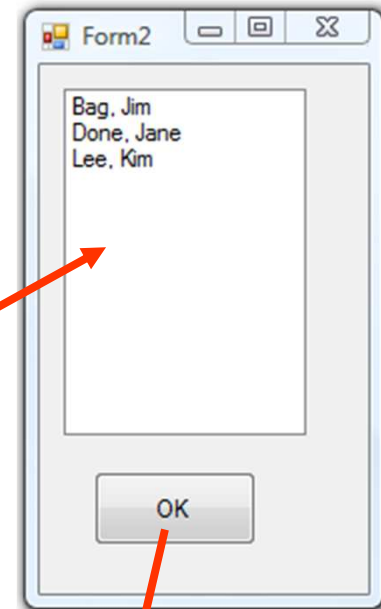 Form2
Bag, Jim
Done, Jane
Lee, Kim
OK